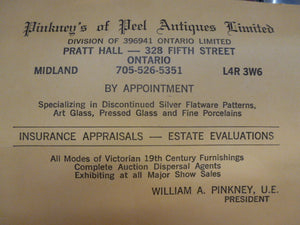 Pinkney's of Peel Antiques Limited
DIVISION OF 396941 ONTARIO LIMITED
PRATT HALL — 328 FIFTH STREET
ONTARIO
MIDLAND 705-526-5351 L4R 3W6
BY APPOINTMENT
Specializing in Discontinued Silver Flatware Patterns,
Art Glass, Pressed Glass and Fine Porcelains
INSURANCE APPRAISALS — ESTATE EVALUATIONS
All Modes of Victorian 19th Century Furnishings
Complete Auction Dispersal Agents
Exhibiting at all Major Show Sales
WILLIAM A. PINKNEY, U.E.
PRESIDENT